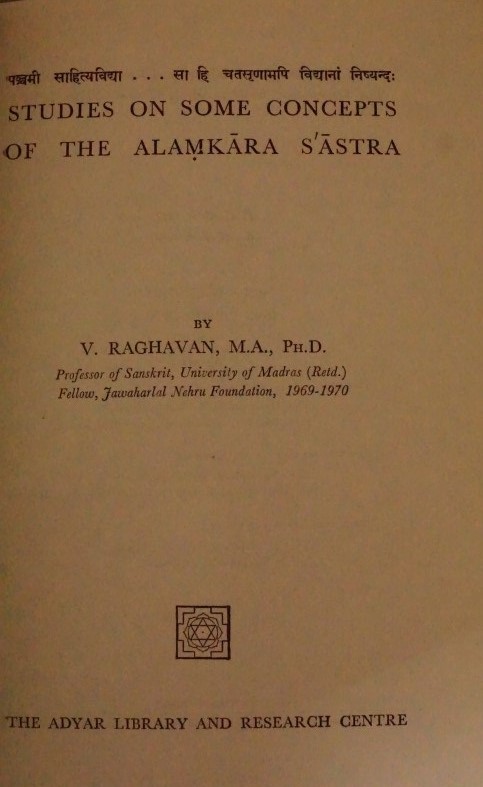 पञ्चमी साहित्यविद्या . . . सा हि चतसृणामपि विद्यानां निष्यन्दः
STUDIES ON SOME CONCEPTS
OF THE ALAṂKĀRA S'ĀSTRA
BY
V. RAGHAVAN, M.A., PH.D.
Professor of Sanskrit, University of Madras (Retd.)
Fellow, Jawaharlal Nehru Foundation, 1969-1970
THE ADYAR LIBRARY AND RESEARCH CENTRE